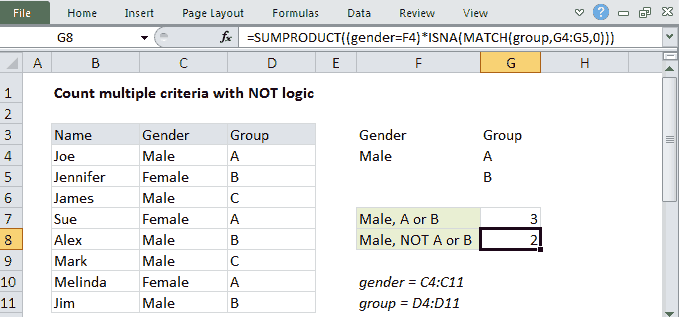 File Home Multiple Page Layout Formulas Data Review View
G8 fx =SUMPRODUCT((gender=F4)*ISNA(MATCH(group,G4:G5,0)))
A B C D E F G H
1 Count multiple criteria with NOT logic
2
3 Name Gender Group Gender Group
4 Joe Male A Male A
5 Jennifer Female B B
6 James Male C
7 Sue Female A Male, A or B 3
8 Alex Male B Male, NOT A or B 2
9 Mark Male C
10 Melinda Female A gender = C4:C11
11 Jim Male B group = D4:D11